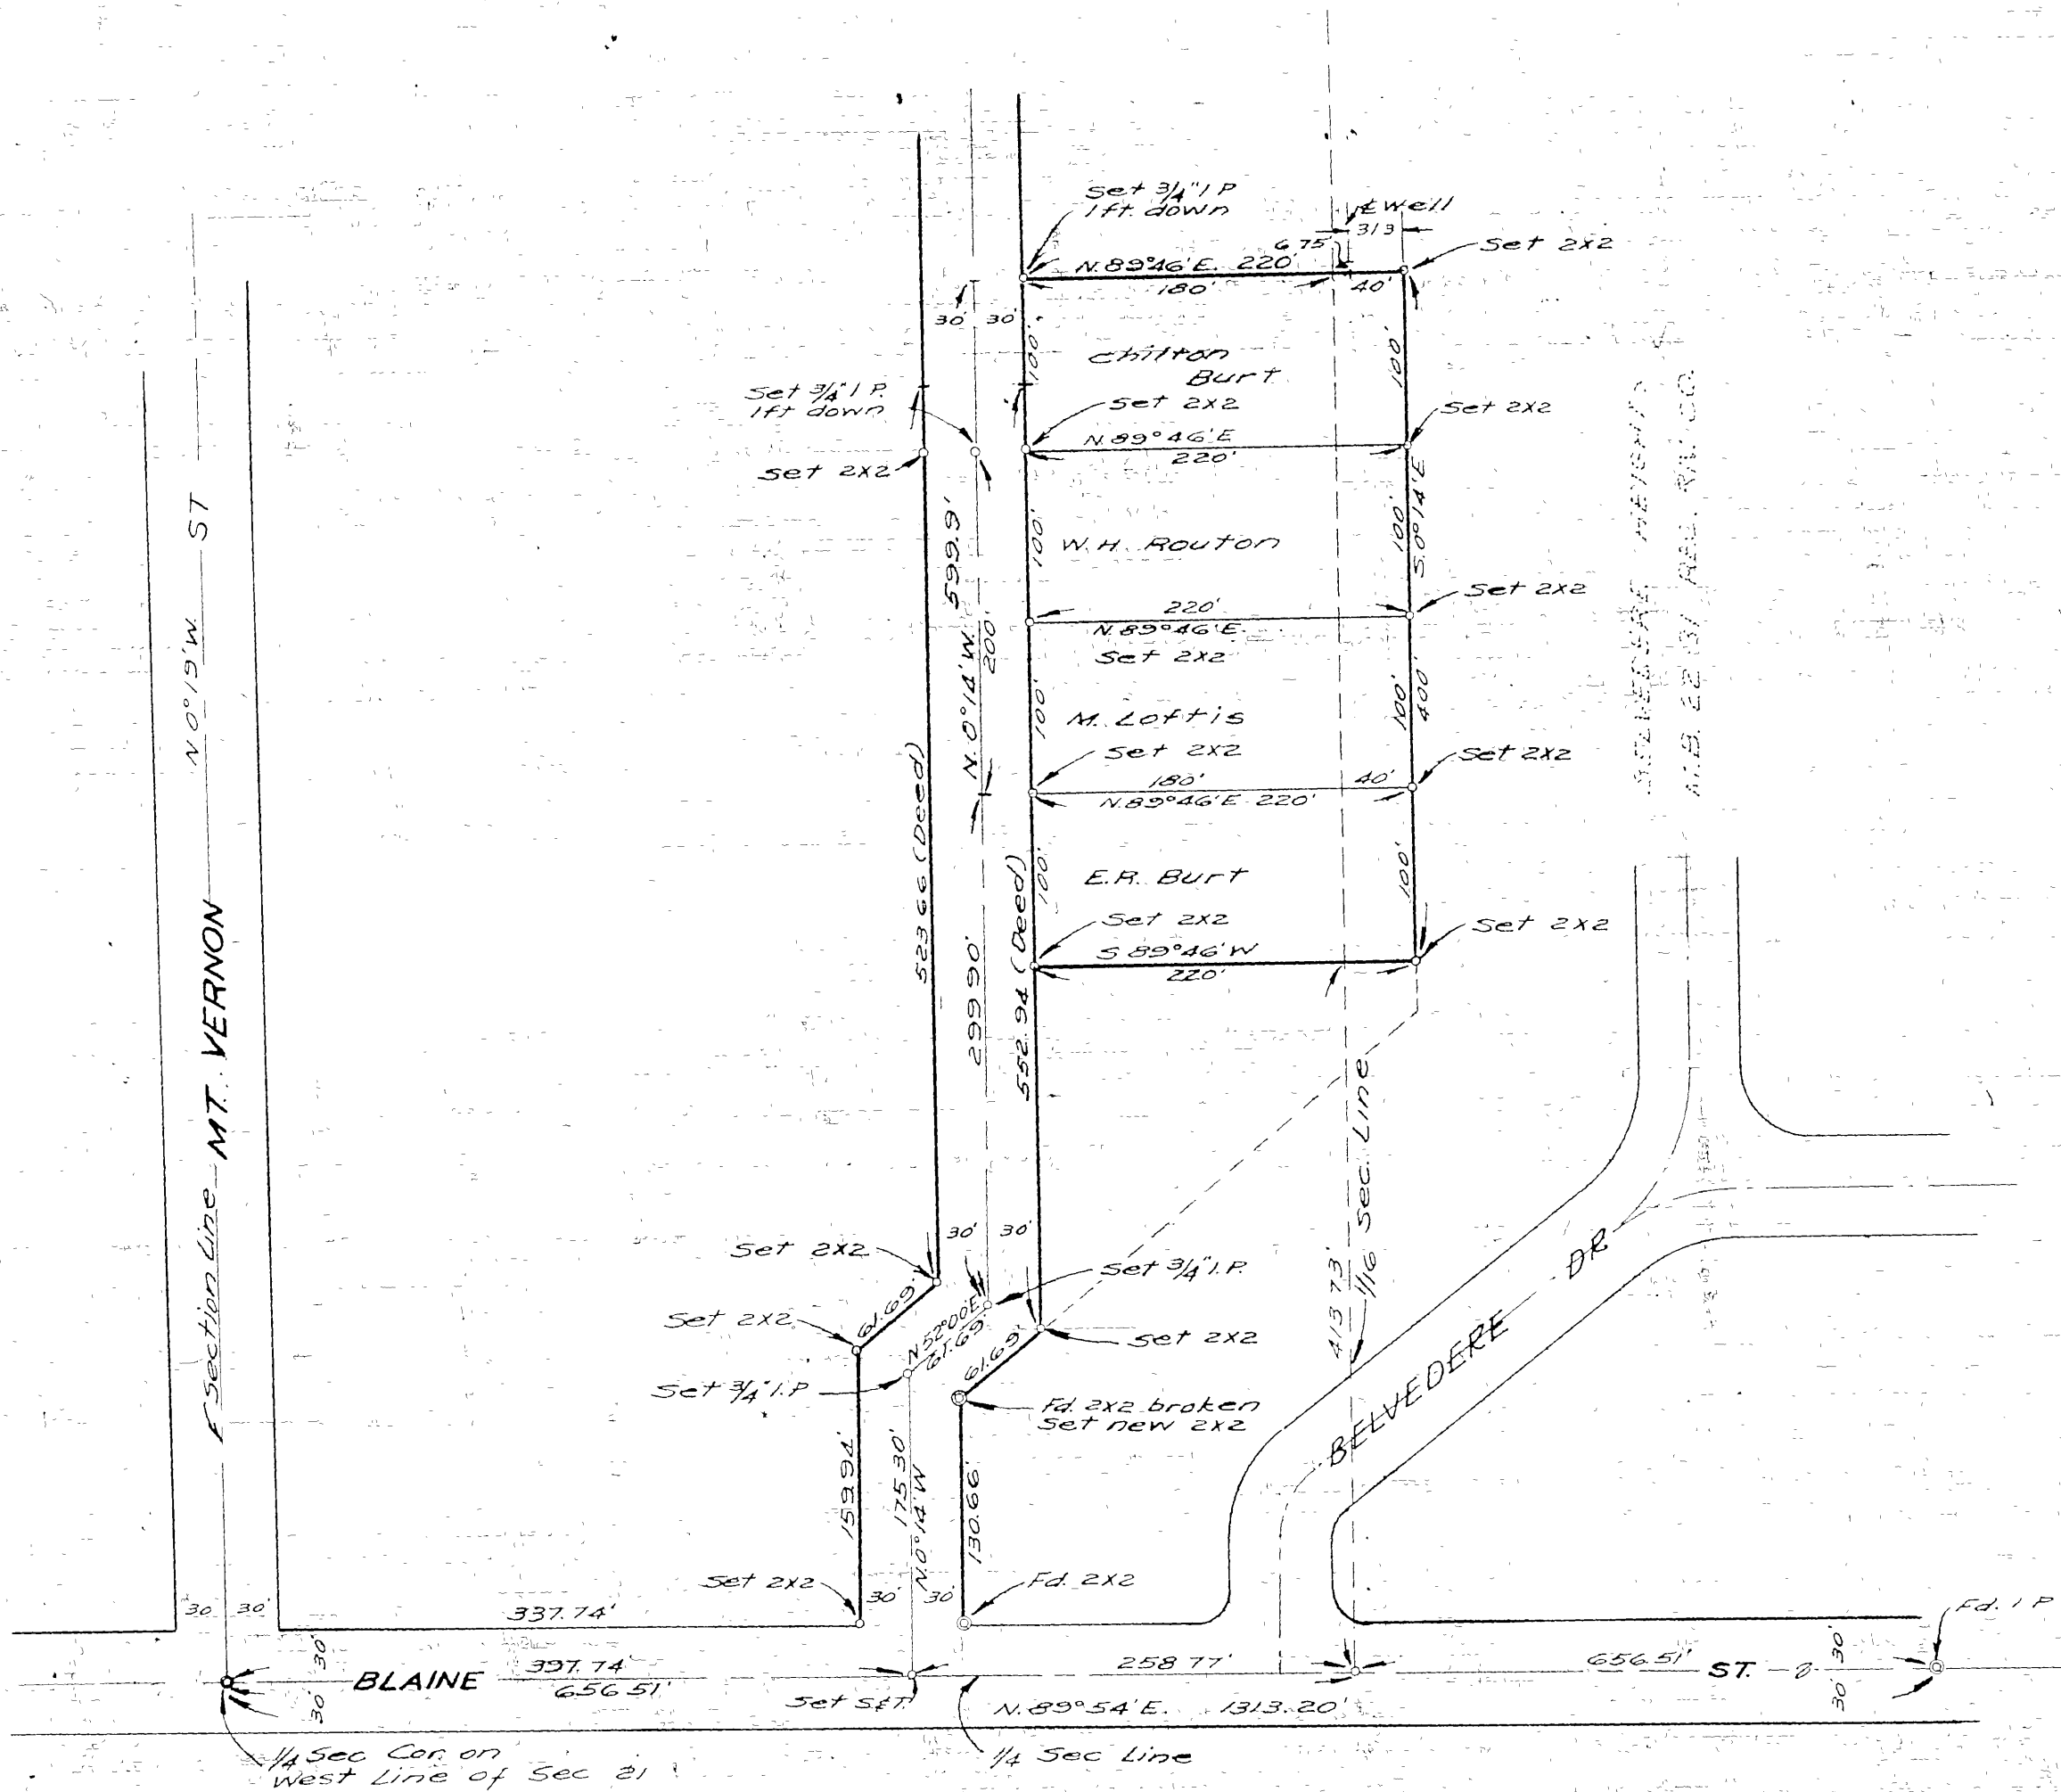 Set 3/4" I P
1 ft. down
℄ well
6.75'
31.3
Set 2x2
N. 89°46' E. 220'
180'
40'
30' 30'
100'
Chilton
Burt
100'
Set 3/4" I P.
1 ft down
Set 2x2
Set 2x2
Set 2x2
N. 89°46' E
220'
599.9'
N. 0°14' W.
200'
100'
W. H. Routon
100'
S. 0°14' E
220'
N. 89°46' E.
Set 2x2
Set 2x2
100'
M. Loftis
100'
400'
Set 2x2
Set 2x2
180'
40'
N. 89°46' E. 220'
N 0°19' W.
ST
523.66 (Deed)
100'
E. R. Burt
100'
Set 2x2
Set 2x2
S 89°46' W
220'
299.90'
552.94 (Deed)
MT. VERNON
Section Line
1/16 Sec. Line
413.73'
BELVEDERE DR
30' 30'
Set 2x2
Set 3/4" I.P.
61.69'
Set 2x2
N 52°00' E
61.69'
61.69'
Set 2x2
Set 3/4" I.P
Fd. 2x2 broken
Set new 2x2
159.94'
175.30'
N. 0°14' W
130.66'
Set 2x2
30' 30'
Fd. 2x2
30 30'
337.74'
Fd. I P
30' 30'
BLAINE
397.74'
656.51'
258.77'
656.51'
ST.
30' 30'
Set S&T.
N. 89°54' E. 1313.20'
1/4 Sec Cor. on
West Line of Sec 21
1/4 Sec Line